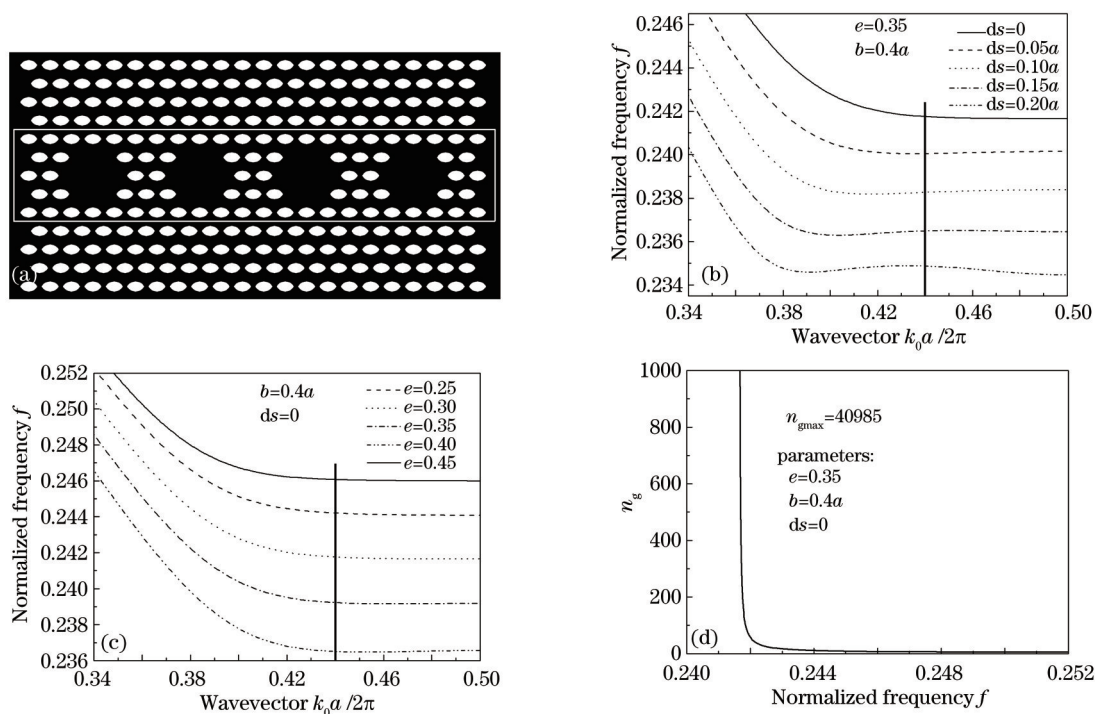 (a)
0.246
0.244
0.242
0.240
0.238
0.236
0.234
Normalized frequency f
e=0.35
b=0.4a
ds=0
ds=0.05a
ds=0.10a
ds=0.15a
ds=0.20a
(b)
0.34 0.38 0.42 0.46 0.50
Wavevector k₀a/2π
0.252
0.250
0.248
0.246
0.244
0.242
0.240
0.238
0.236
Normalized frequency f
b=0.4a
ds=0
e=0.25
e=0.30
e=0.35
e=0.40
e=0.45
(c)
0.34 0.38 0.42 0.46 0.50
Wavevector k₀a/2π
1000
800
600
400
200
0
n_g
n_gmax=40985
parameters:
e=0.35
b=0.4a
ds=0
(d)
0.240 0.244 0.248 0.252
Normalized frequency f